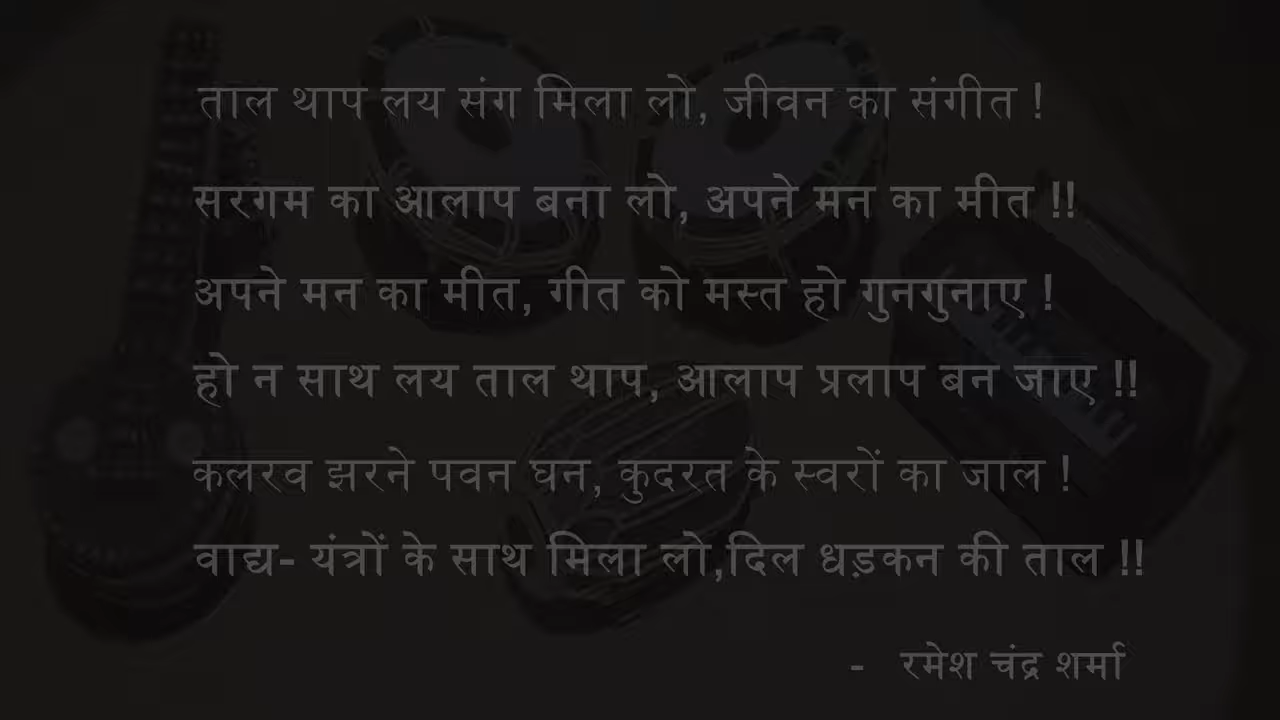 ताल थाप लय संग मिला लो, जीवन का संगीत !
सरगम का आलाप बना लो, अपने मन का मीत !!
अपने मन का मीत, गीत को मस्त हो गुनगुनाए !
हो न साथ लय ताल थाप, आलाप प्रलाप बन जाए !!
कलरव झरने पवन घन, कुदरत के स्वरों का जाल !
वाद्य- यंत्रों के साथ मिला लो,दिल धड़कन की ताल !!
- रमेश चंद्र शर्मा